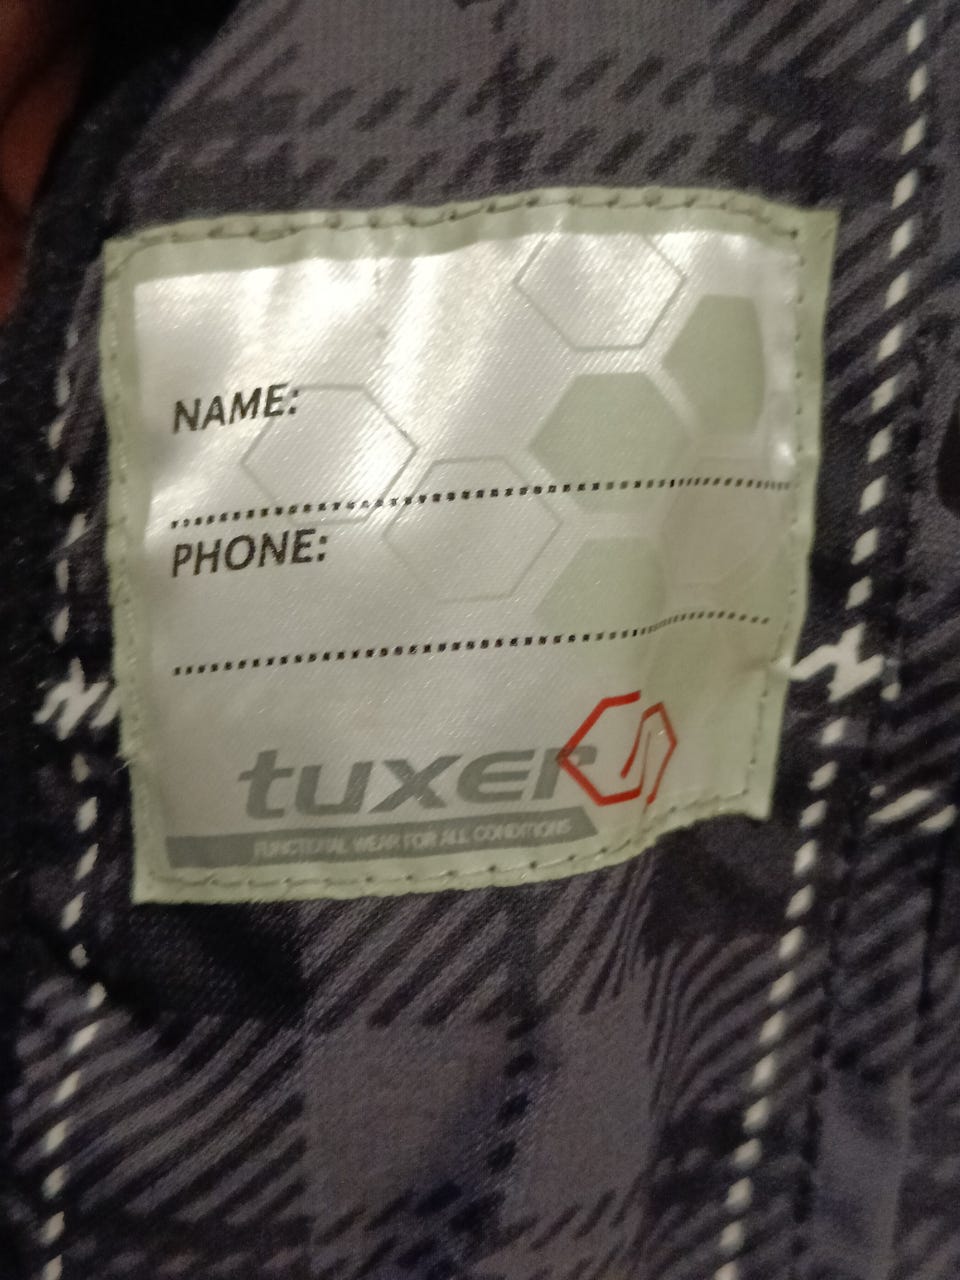 NAME:
PHONE:
tuxer
FUNCTIONAL WEAR FOR ALL CONDITIONS